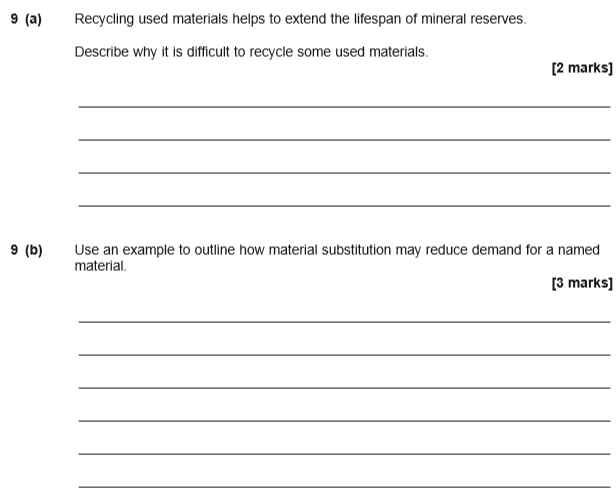 9 (a) Recycling used materials helps to extend the lifespan of mineral reserves.
Describe why it is difficult to recycle some used materials.
[2 marks]
9 (b) Use an example to outline how material substitution may reduce demand for a named
material.
[3 marks]